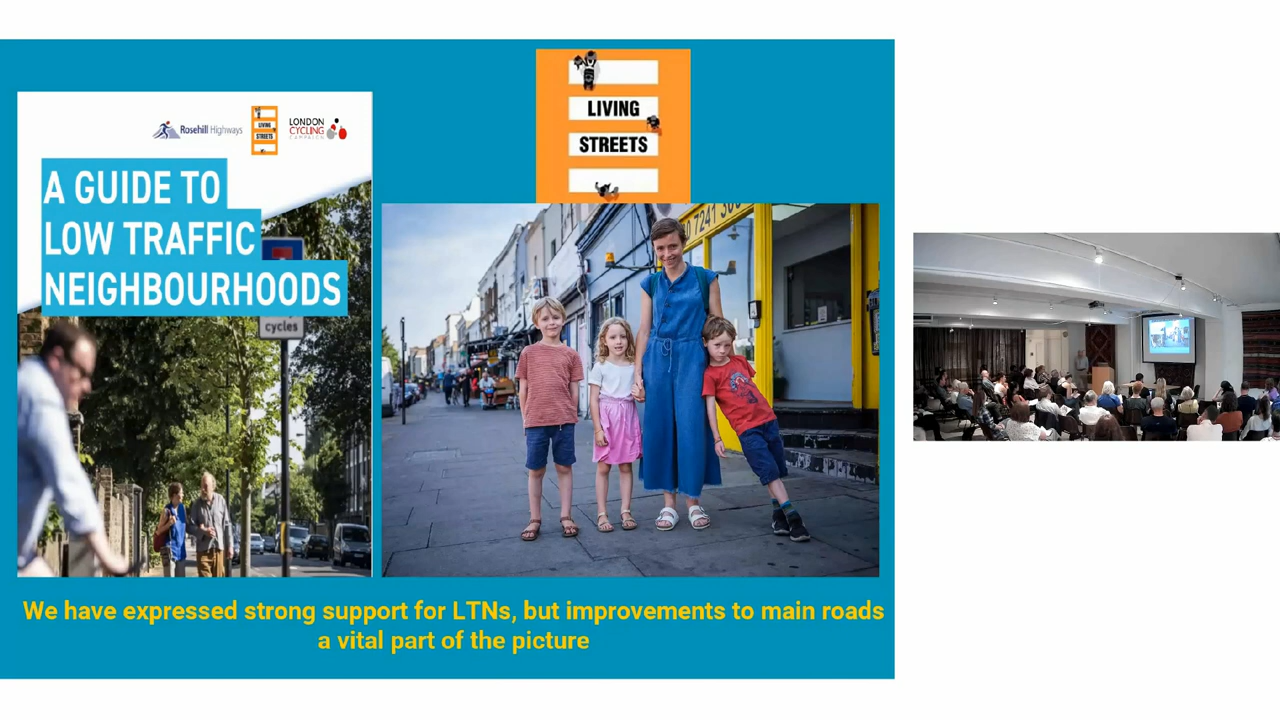 Rosehill Highways
LIVING
STREETS
LONDON
CYCLING
CAMPAIGN
A GUIDE TO
LOW TRAFFIC
NEIGHBOURHOODS
cycles
LIVING
STREETS
7241
We have expressed strong support for LTNs, but improvements to main roads
a vital part of the picture